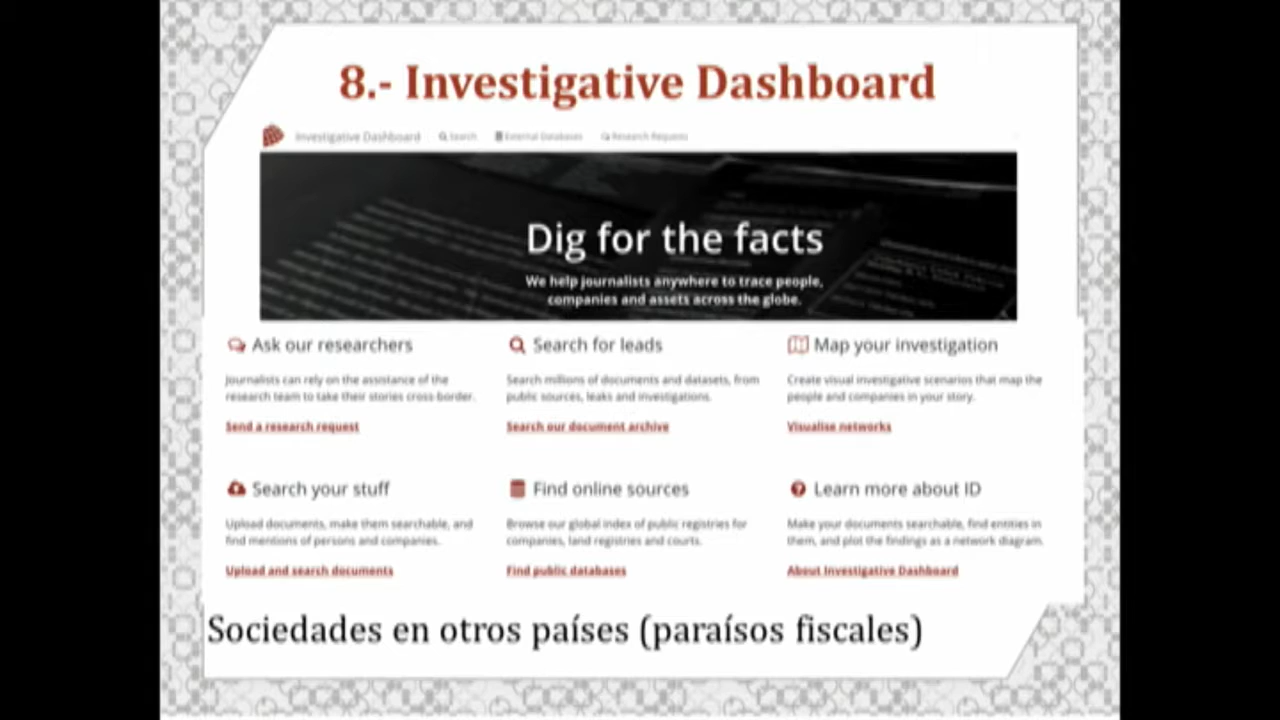 8.- Investigative Dashboard
Investigative Dashboard Search External Databases Research Requests
Dig for the facts
We help journalists anywhere to trace people,
companies and assets across the globe.
Ask our researchers
Journalists can rely on the assistance of the
research team to take their stories cross-border.
Send a research request
Search for leads
Search millions of documents and datasets, from
public sources, leaks and investigations.
Search our document archive
Map your investigation
Create visual investigative scenarios that map the
people and companies in your story.
Visualise networks
Search your stuff
Upload documents, make them searchable, and
find mentions of persons and companies.
Upload and search documents
Find online sources
Browse our global index of public registries for
companies, land registries and courts.
Find public databases
Learn more about ID
Make your documents searchable, find entities in
them, and plot the findings as a network diagram.
About Investigative Dashboard
Sociedades en otros países (paraísos fiscales)